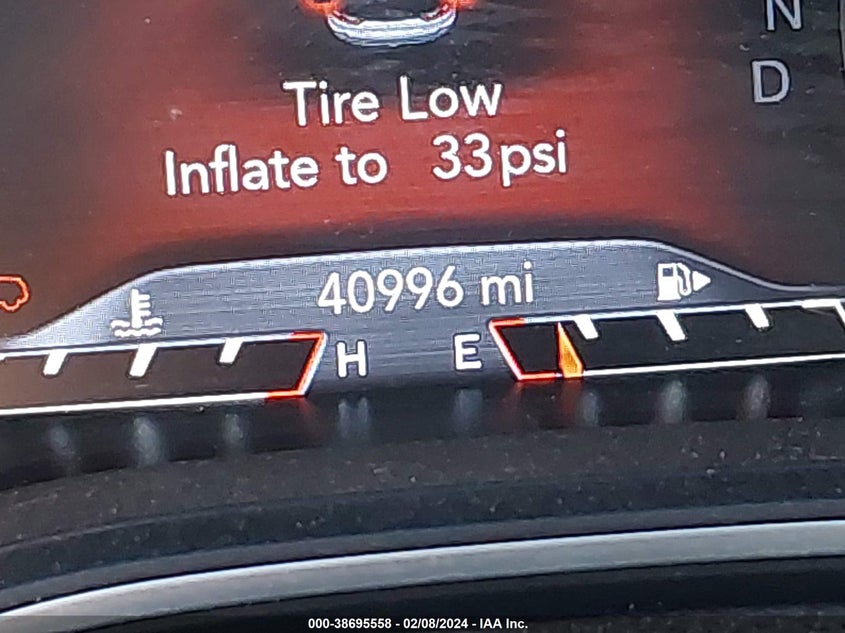 N
D
Tire Low
Inflate to 33psi
40996 mi
H E
000-38695558 - 02/08/2024 - IAA Inc.